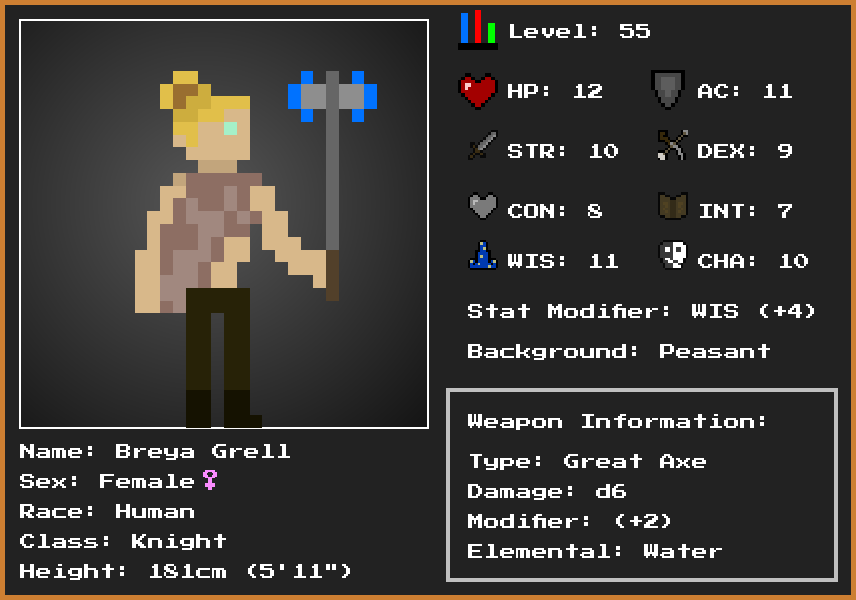 Level: 55
HP: 12
AC: 11
STR: 10
DEX: 9
CON: 8
INT: 7
WIS: 11
CHA: 10
Stat Modifier: WIS (+4)
Background: Peasant
Weapon Information:
Type: Great Axe
Damage: d6
Modifier: (+2)
Elemental: Water
Name: Breya Grell
Sex: Female♀
Race: Human
Class: Knight
Height: 181cm (5'11")